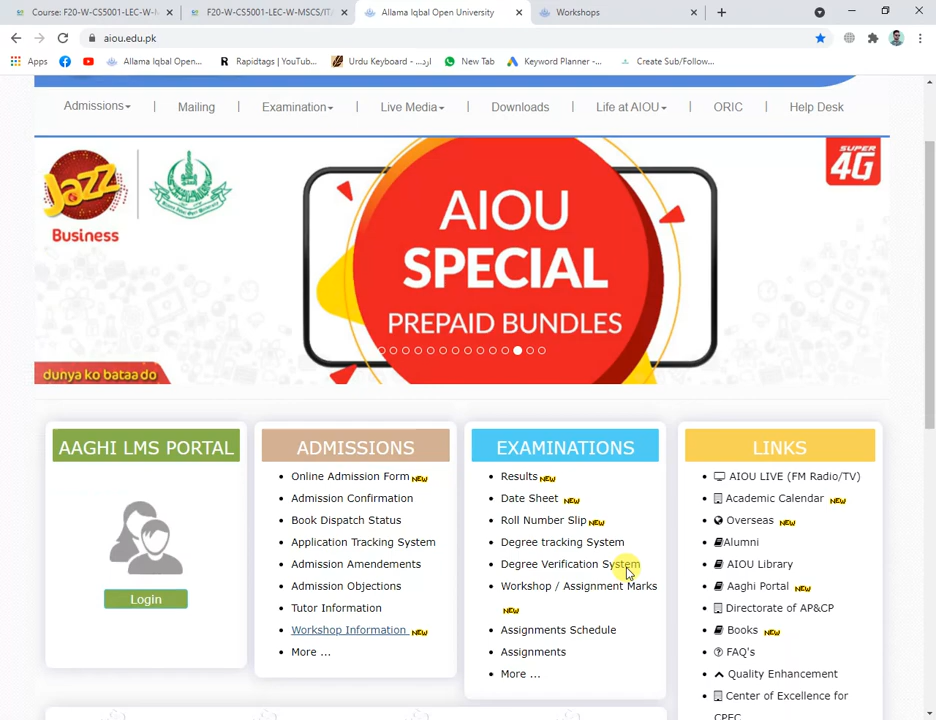 Course: F20-W-CS5001-LEC-W-M
F20-W-CS5001-LEC-W-MSCS/IT/
Allama Iqbal Open University
Workshops
aiou.edu.pk
Apps
Allama Iqbal Open...
Rapidtags | YouTub...
Urdu Keyboard - اردو...
New Tab
Keyword Planner -...
Create Sub/Follow...
Admissions
Mailing
Examination
Live Media
Downloads
Life at AIOU
ORIC
Help Desk
Jazz
Business
SUPER
4G
AIOU
SPECIAL
PREPAID BUNDLES
dunya ko bataa do
AAGHI LMS PORTAL
Login
ADMISSIONS
Online Admission Form NEW
Admission Confirmation
Book Dispatch Status
Application Tracking System
Admission Amendements
Admission Objections
Tutor Information
Workshop Information NEW
More ...
EXAMINATIONS
Results NEW
Date Sheet NEW
Roll Number Slip NEW
Degree tracking System
Degree Verification System
Workshop / Assignment Marks
NEW
Assignments Schedule
Assignments
More ...
LINKS
AIOU LIVE (FM Radio/TV)
Academic Calendar NEW
Overseas NEW
Alumni
AIOU Library
Aaghi Portal NEW
Directorate of AP&CP
Books NEW
FAQ's
Quality Enhancement
Center of Excellence for
CPEC